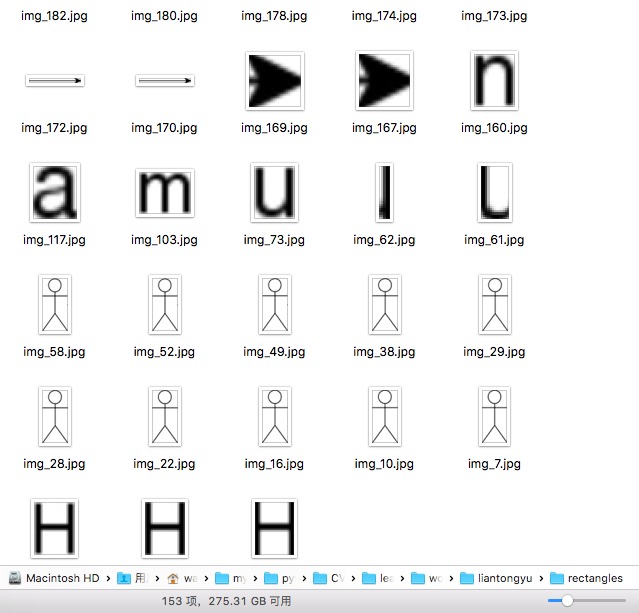 img_182.jpg img_180.jpg img_178.jpg img_174.jpg img_173.jpg
n
img_172.jpg img_170.jpg img_169.jpg img_167.jpg img_160.jpg
a m u
img_117.jpg img_103.jpg img_73.jpg img_62.jpg img_61.jpg
img_58.jpg img_52.jpg img_49.jpg img_38.jpg img_29.jpg
img_28.jpg img_22.jpg img_16.jpg img_10.jpg img_7.jpg
H H H
Macintosh HD › 用 › wa › my › py › CV › lea › wo › liantongyu › rectangles
153 项，275.31 GB 可用